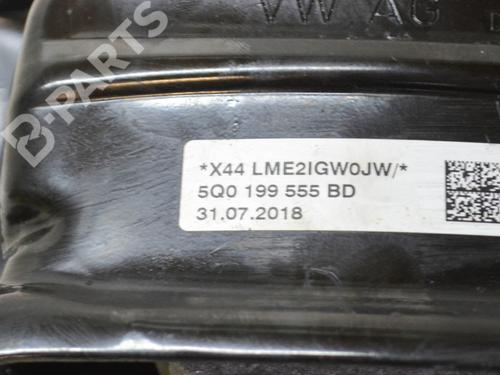 VW AG
B-PARTS
*X44 LME2IGW0JW/*
5Q0 199 555 BD
31.07.2018